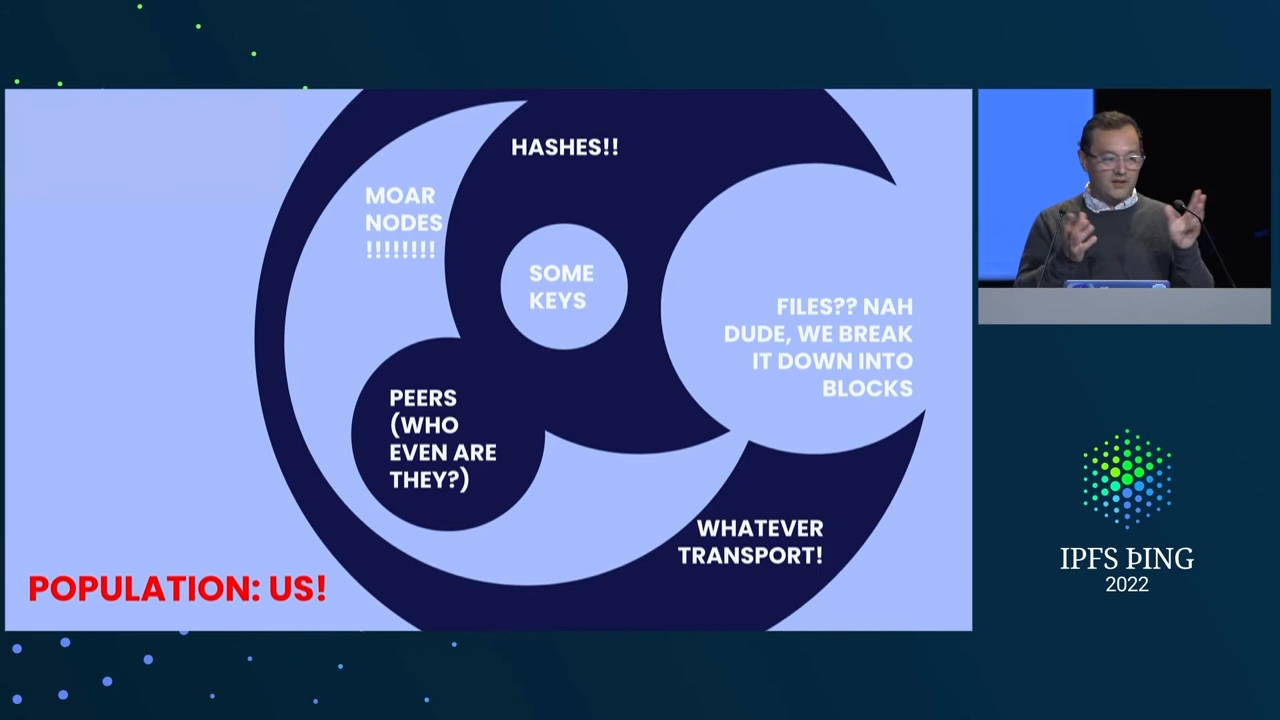 HASHES!!
MOAR
NODES
!!!!!!!!
SOME
KEYS
FILES?? NAH
DUDE, WE BREAK
IT DOWN INTO
BLOCKS
PEERS
(WHO
EVEN ARE
THEY?)
WHATEVER
TRANSPORT!
POPULATION: US!
IPFS ÞING
2022